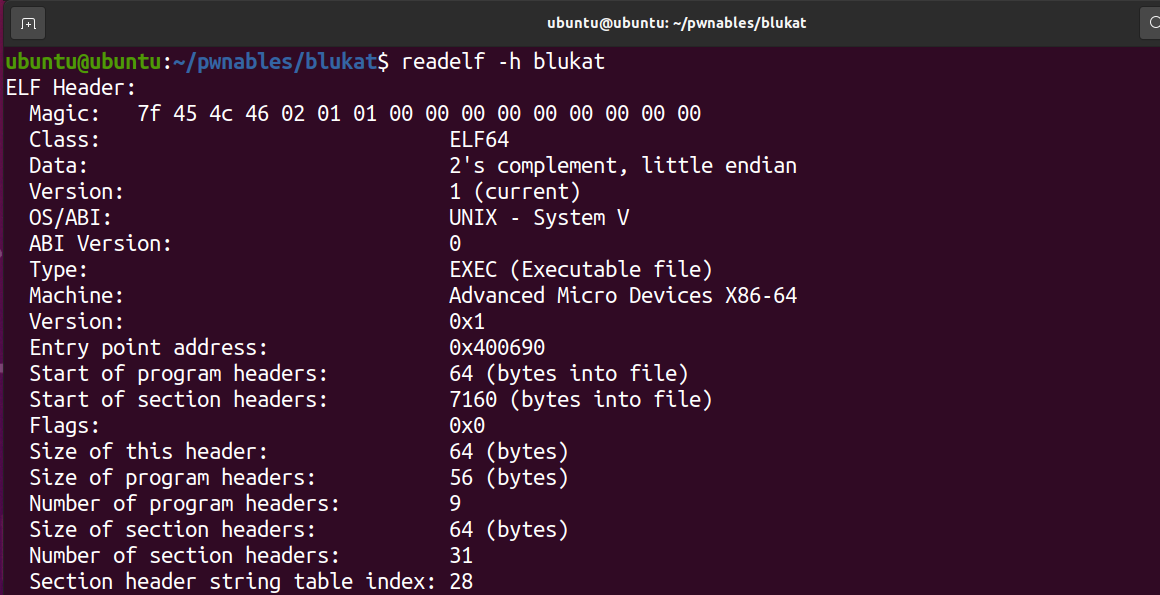 ubuntu@ubuntu: ~/pwnables/blukat
ubuntu@ubuntu:~/pwnables/blukat$ readelf -h blukat
ELF Header:
  Magic:   7f 45 4c 46 02 01 01 00 00 00 00 00 00 00 00 00
  Class:                             ELF64
  Data:                              2's complement, little endian
  Version:                           1 (current)
  OS/ABI:                            UNIX - System V
  ABI Version:                       0
  Type:                              EXEC (Executable file)
  Machine:                           Advanced Micro Devices X86-64
  Version:                           0x1
  Entry point address:               0x400690
  Start of program headers:          64 (bytes into file)
  Start of section headers:          7160 (bytes into file)
  Flags:                             0x0
  Size of this header:               64 (bytes)
  Size of program headers:           56 (bytes)
  Number of program headers:         9
  Size of section headers:           64 (bytes)
  Number of section headers:         31
  Section header string table index: 28